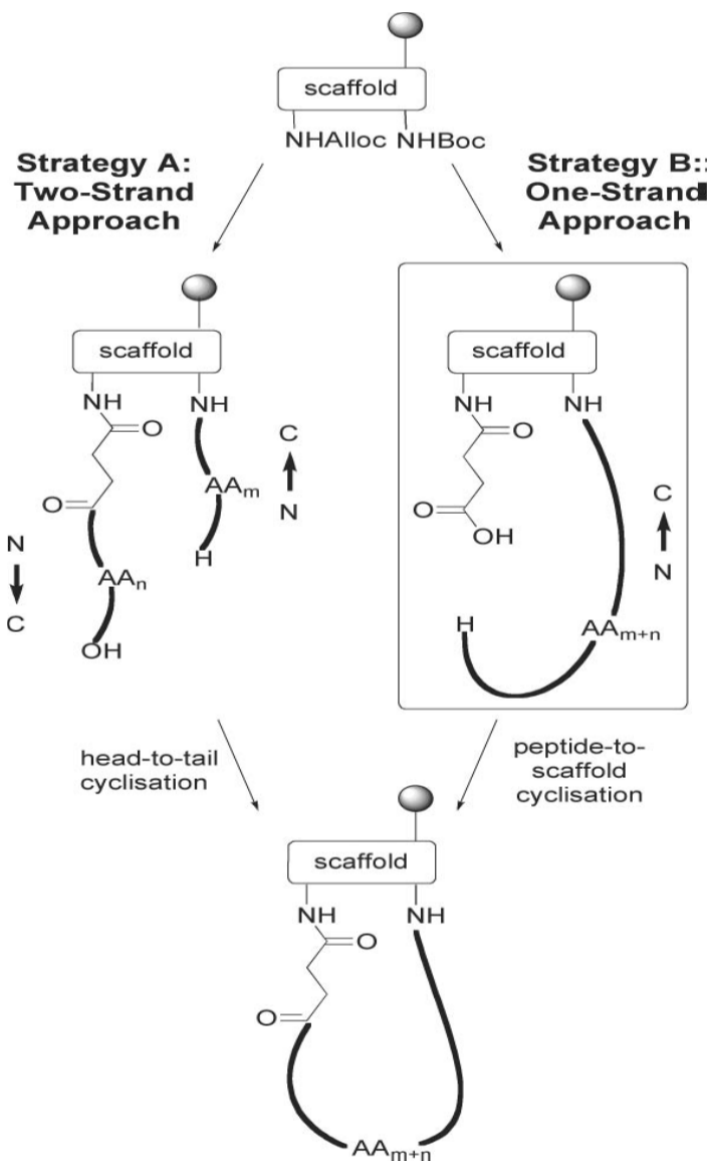 scaffold
NHAlloc NHBoc
Strategy A:
Two-Strand
Approach
Strategy B::
One-Strand
Approach
scaffold
NH
NH
O
O
AAn
OH
N
C
AAm
H
C
N
scaffold
NH
NH
O
O
OH
H
AAm+n
C
N
head-to-tail
cyclisation
peptide-to-
scaffold
cyclisation
scaffold
NH
NH
O
O
AAm+n